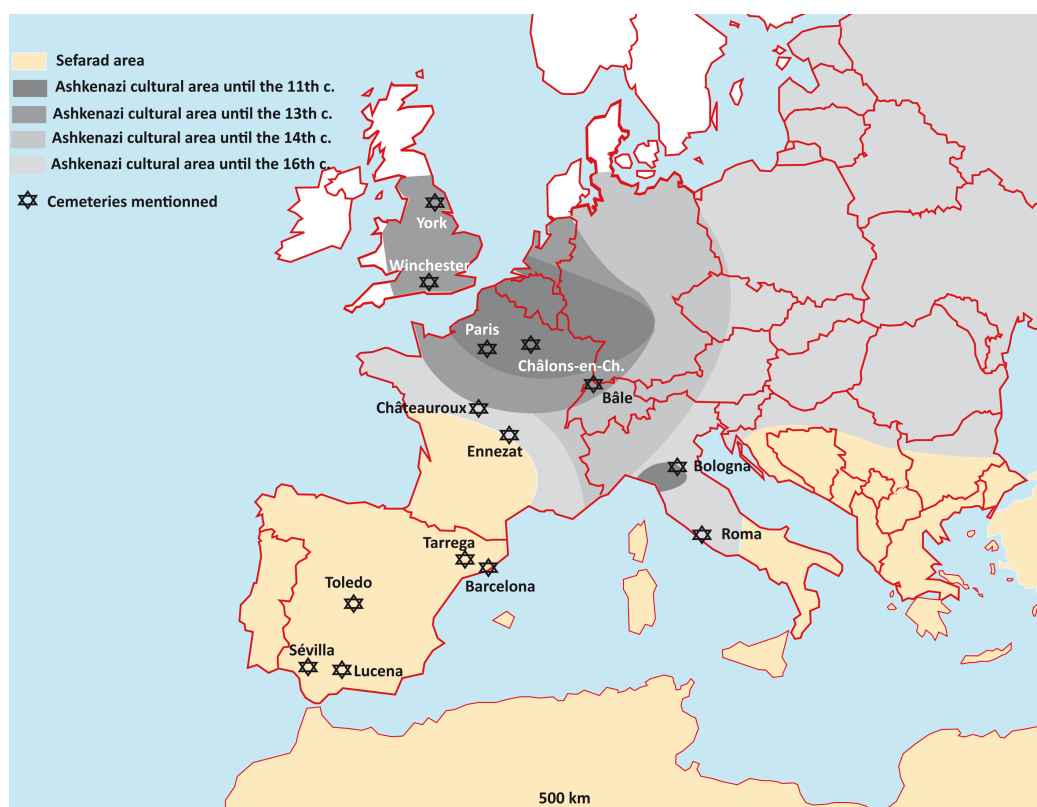 Sefarad area
Ashkenazi cultural area until the 11th c.
Ashkenazi cultural area until the 13th c.
Ashkenazi cultural area until the 14th c.
Ashkenazi cultural area until the 16th c.
Cemeteries mentionned
York
Winchester
Paris
Châlons-en-Ch.
Bâle
Châteauroux
Ennezat
Bologna
Roma
Tarrega
Barcelona
Toledo
Sévilla
Lucena
500 km